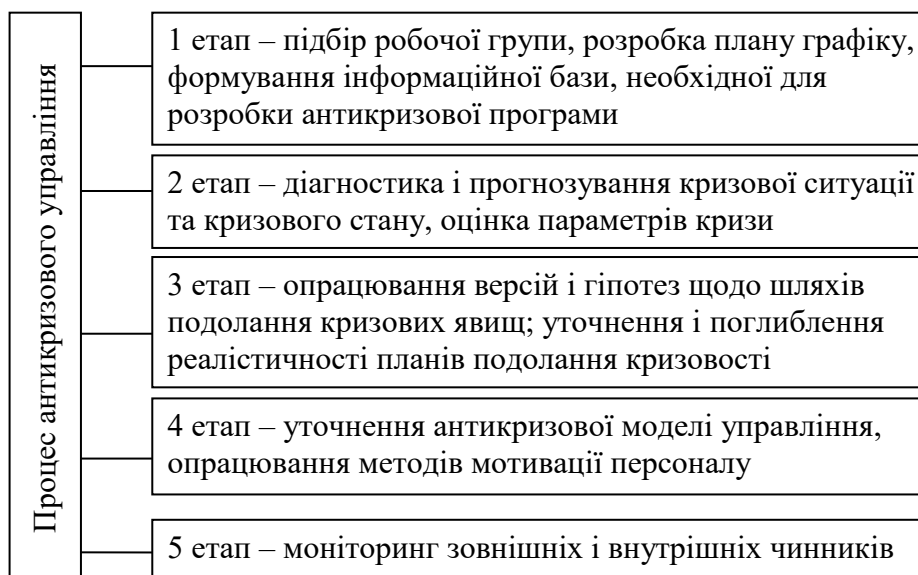 Процес антикризового управління
1 етап – підбір робочої групи, розробка плану графіку,
формування інформаційної бази, необхідної для
розробки антикризової програми
2 етап – діагностика і прогнозування кризової ситуації
та кризового стану, оцінка параметрів кризи
3 етап – опрацювання версій і гіпотез щодо шляхів
подолання кризових явищ; уточнення і поглиблення
реалістичності планів подолання кризовості
4 етап – уточнення антикризової моделі управління,
опрацювання методів мотивації персоналу
5 етап – моніторинг зовнішніх і внутрішніх чинників